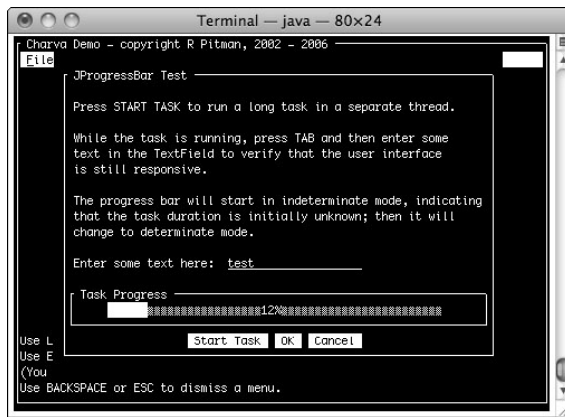 Terminal — java — 80×24
Charva Demo - copyright R Pitman, 2002 - 2006
File
JProgressBar Test
Press START TASK to run a long task in a separate thread.
While the task is running, press TAB and then enter some
text in the TextField to verify that the user interface
is still responsive.
The progress bar will start in indeterminate mode, indicating
that the task duration is initially unknown; then it will
change to determinate mode.
Enter some text here: test
Task Progress
12%
Start Task OK Cancel
Use L
Use E
(You
Use BACKSPACE or ESC to dismiss a menu.